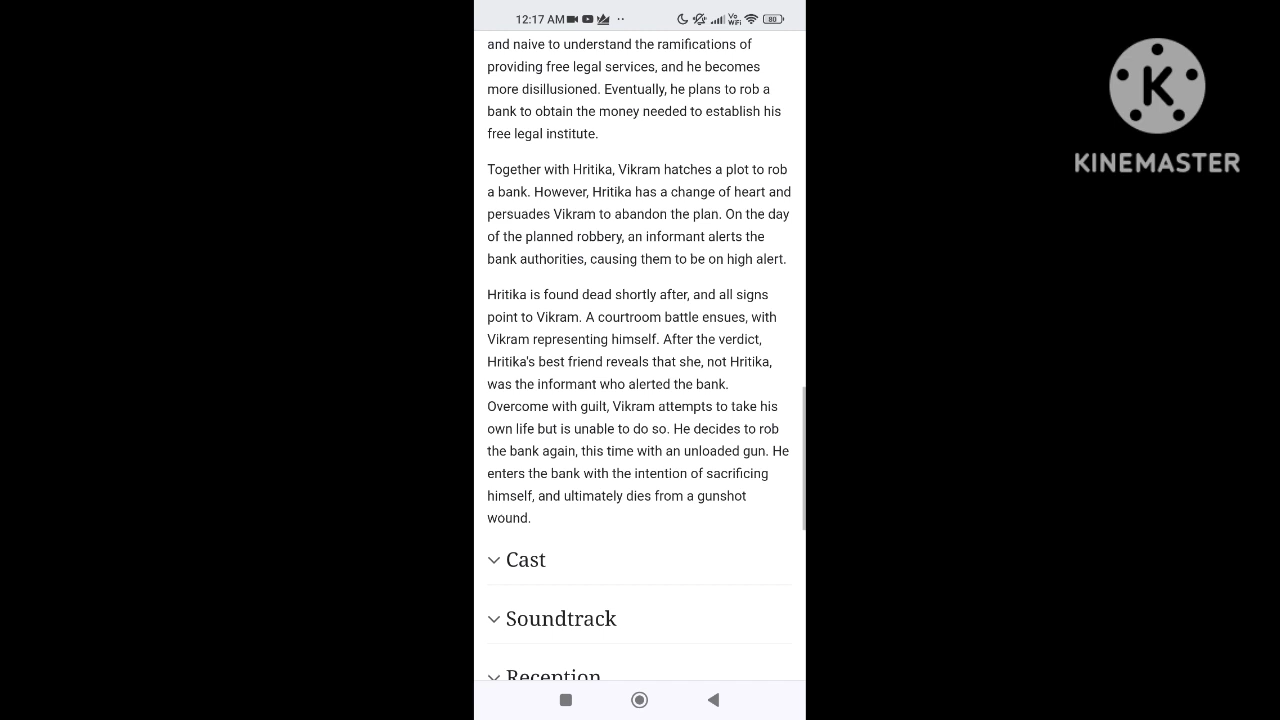 12:17 AM
Vo
WiFi
80
and naive to understand the ramifications of
providing free legal services, and he becomes
more disillusioned. Eventually, he plans to rob a
bank to obtain the money needed to establish his
free legal institute.
Together with Hritika, Vikram hatches a plot to rob
a bank. However, Hritika has a change of heart and
persuades Vikram to abandon the plan. On the day
of the planned robbery, an informant alerts the
bank authorities, causing them to be on high alert.
Hritika is found dead shortly after, and all signs
point to Vikram. A courtroom battle ensues, with
Vikram representing himself. After the verdict,
Hritika's best friend reveals that she, not Hritika,
was the informant who alerted the bank.
Overcome with guilt, Vikram attempts to take his
own life but is unable to do so. He decides to rob
the bank again, this time with an unloaded gun. He
enters the bank with the intention of sacrificing
himself, and ultimately dies from a gunshot
wound.
Cast
Soundtrack
Reception
K
KINEMASTER